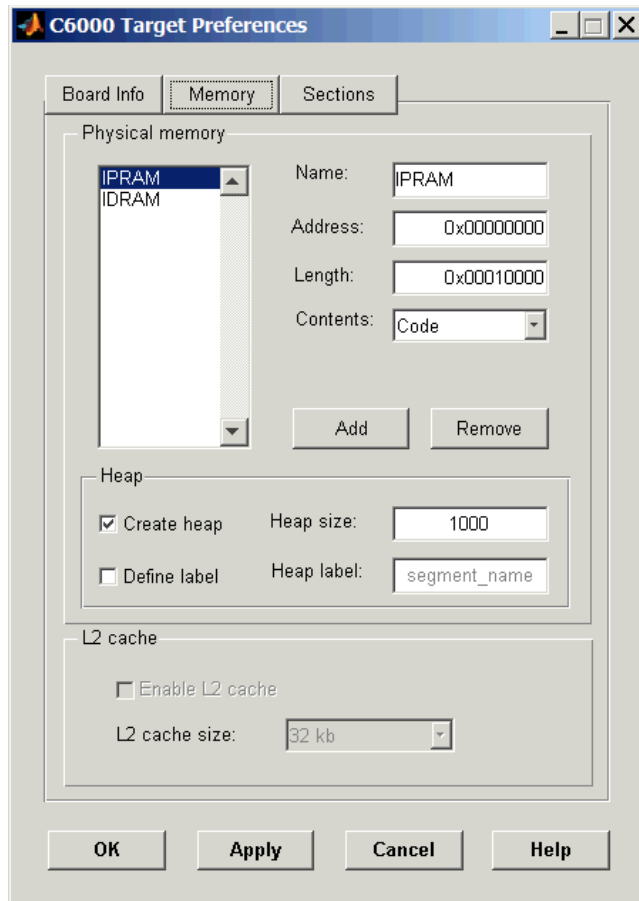 C6000 Target Preferences
Board Info Memory Sections
Physical memory
IPRAM
IDRAM
Name: IPRAM
Address: 0x00000000
Length: 0x00010000
Contents: Code
Add Remove
Heap
Create heap Heap size: 1000
Define label Heap label: segment_name
L2 cache
Enable L2 cache
L2 cache size: 32 kb
OK Apply Cancel Help